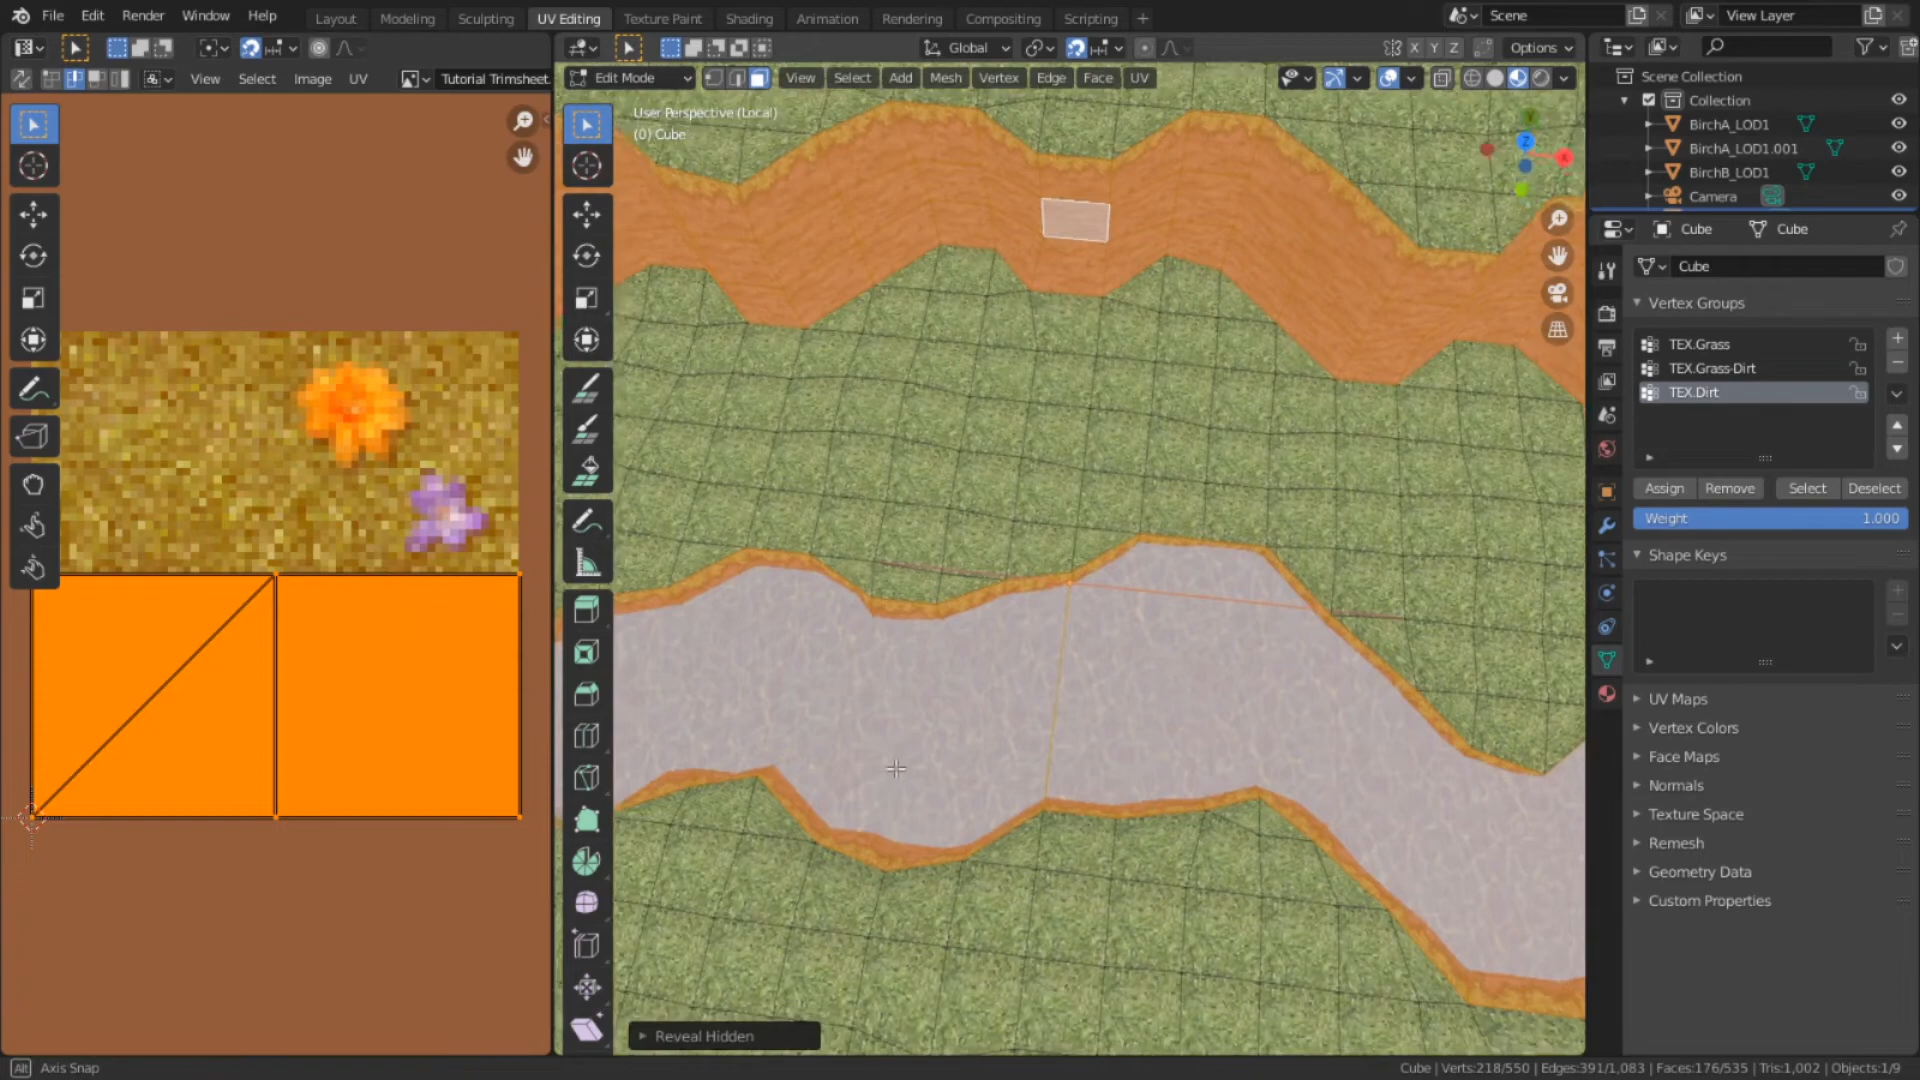 File Edit Render Window Help Layout Modeling Sculpting UV Editing Texture Paint Shading Animation Rendering Compositing Scripting + Scene View Layer
Global X Y Z Options
View Select Image UV Tutorial Trimsheet. Edit Mode View Select Add Mesh Vertex Edge Face UV
User Perspective (Local)
(0) Cube
Y
Z
X
Reveal Hidden
Scene Collection
Collection
BirchA_LOD1
BirchA_LOD1.001
BirchB_LOD1
Camera
Cube Cube
Cube
Vertex Groups
TEX.Grass
TEX.Grass-Dirt
TEX.Dirt
Assign Remove Select Deselect
Weight 1.000
Shape Keys
UV Maps
Vertex Colors
Face Maps
Normals
Texture Space
Remesh
Geometry Data
Custom Properties
Alt Axis Snap
Cube | Verts:218/550 | Edges:391/1,083 | Faces:176/535 | Tris:1,002 | Objects:1/9